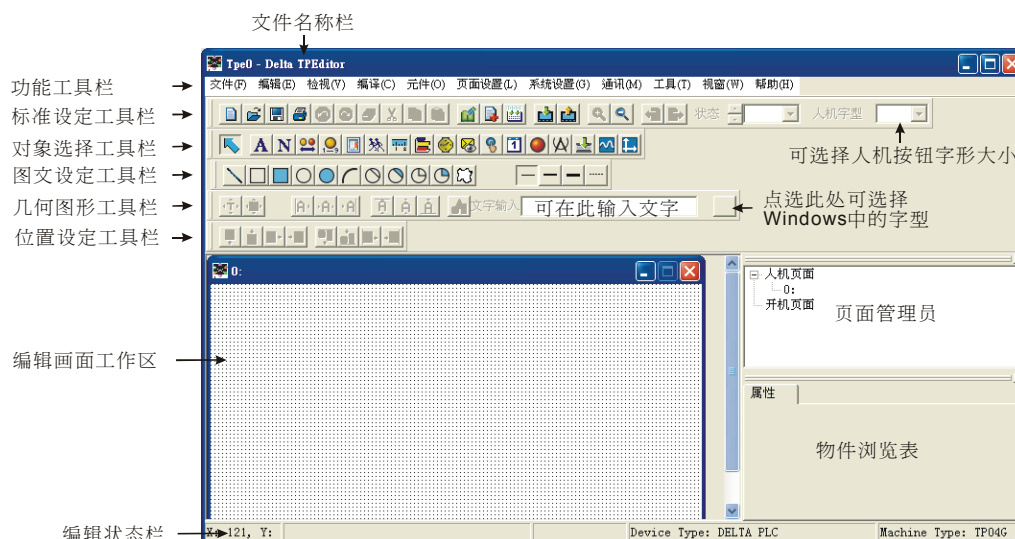 文件名称栏
Tpe0 - Delta TPEditor
功能工具栏
文件(F) 编辑(E) 检视(V) 编译(C) 元件(O) 页面设置(L) 系统设置(G) 通讯(M) 工具(T) 视窗(W) 帮助(H)
标准设定工具栏
状态 人机字型
对象选择工具栏
A N 1
可选择人机按钮字形大小
图文设定工具栏
几何图形工具栏
T A A A A A A 文字输入 可在此输入文字
点选此处可选择
Windows中的字型
位置设定工具栏
0:
人机页面
0:
开机页面
页面管理员
编辑画面工作区
属性
物件浏览表
编辑状态栏
X: 121, Y:
Device Type: DELTA PLC
Machine Type: TP04G